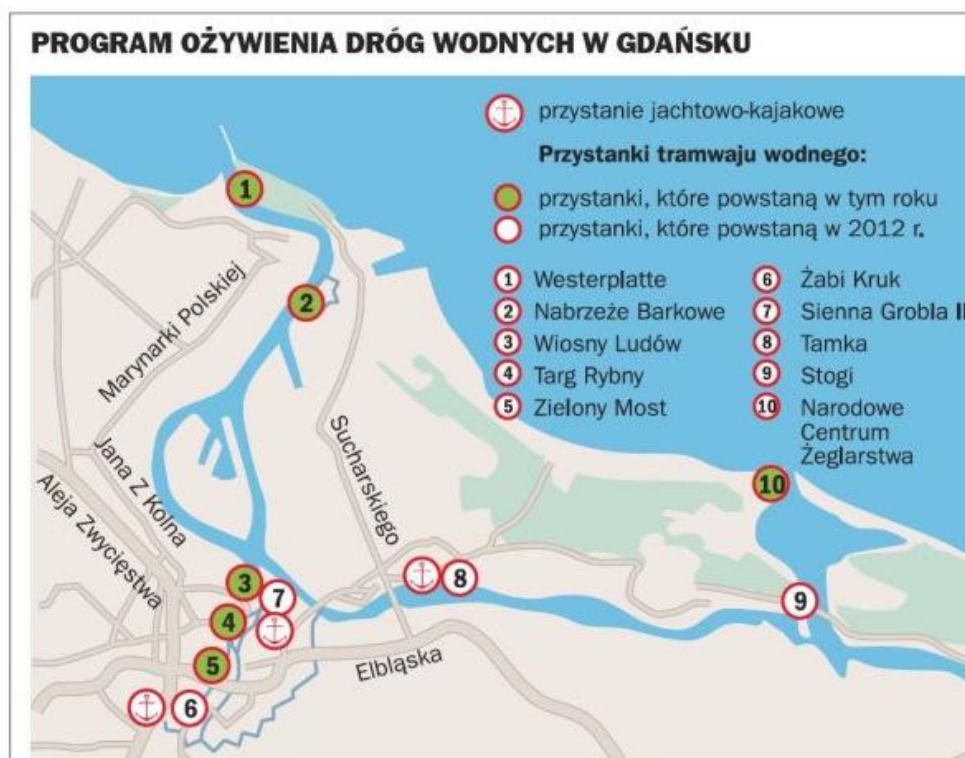 PROGRAM OŻYWIENIA DRÓG WODNYCH W GDAŃSKU
przystanie jachtowo-kajakowe
Przystanki tramwaju wodnego:
przystanki, które powstaną w tym roku
przystanki, które powstaną w 2012 r.
1 Westerplatte
2 Nabrzeże Barkowe
3 Wiosny Ludów
4 Targ Rybny
5 Zielony Most
6 Żabi Kruk
7 Sienna Grobla II
8 Tamka
9 Stogi
10 Narodowe
Centrum
Żeglarstwa
1
2
Marynarki Polskiej
Jana Z Kolna
Aleja Zwycięstwa
Sucharskiego
10
3
7
8
9
4
5
Elbląska
6